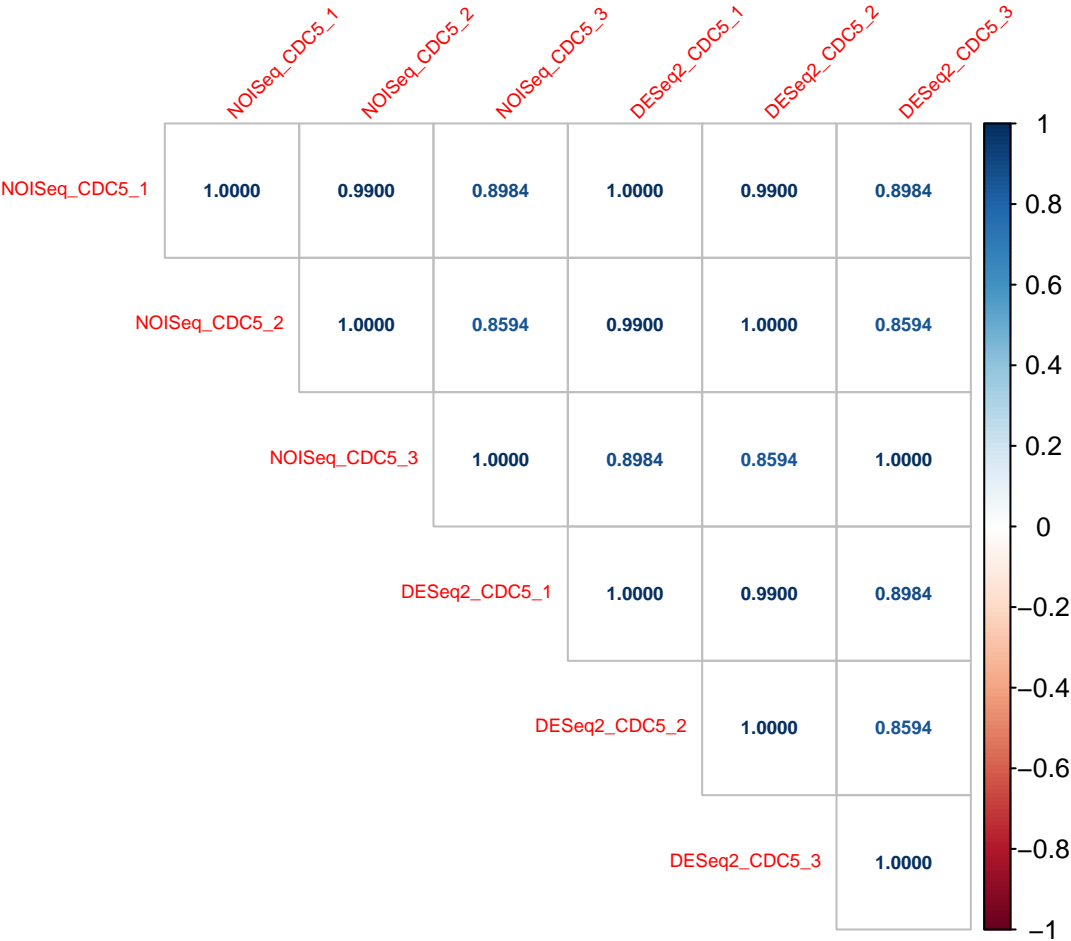 NOISeq_CDC5_1
NOISeq_CDC5_2
NOISeq_CDC5_3
DESeq2_CDC5_1
DESeq2_CDC5_2
DESeq2_CDC5_3
NOISeq_CDC5_1 1.0000 0.9900 0.8984 1.0000 0.9900 0.8984
NOISeq_CDC5_2 1.0000 0.8594 0.9900 1.0000 0.8594
NOISeq_CDC5_3 1.0000 0.8984 0.8594 1.0000
DESeq2_CDC5_1 1.0000 0.9900 0.8984
DESeq2_CDC5_2 1.0000 0.8594
DESeq2_CDC5_3 1.0000
1
0.8
0.6
0.4
0.2
0
−0.2
−0.4
−0.6
−0.8
−1